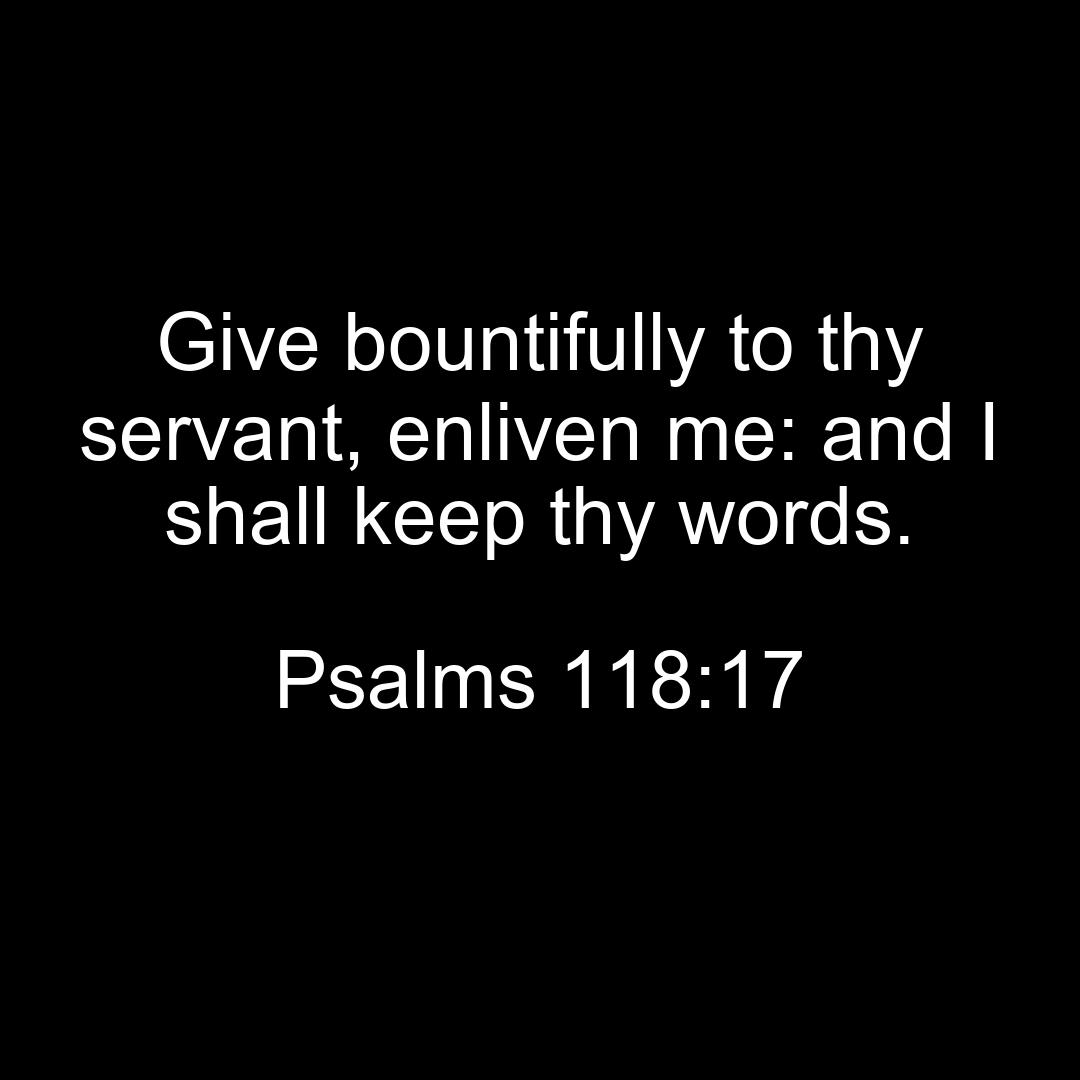 Give bountifully to thy
servant, enliven me: and I
shall keep thy words.
Psalms 118:17